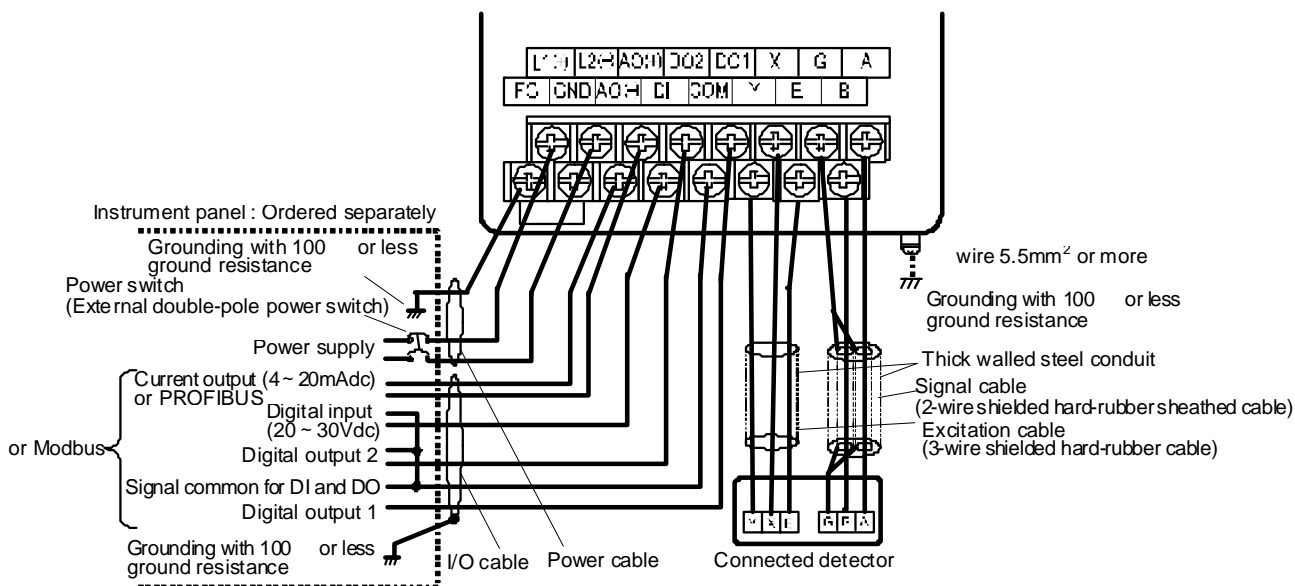 L2(-) AO(+) DO2 DO1 X G A
FG GND AO(-) DI COM Y E B
Instrument panel : Ordered separately
Grounding with 100 or less
ground resistance
Power switch
(External double-pole power switch)
Power supply
Current output (4~ 20mAdc)
or PROFIBUS
Digital input
(20 ~ 30Vdc)
or Modbus
Digital output 2
Signal common for DI and DO
Digital output 1
Grounding with 100 or less
ground resistance
I/O cable
Power cable
wire 5.5mm² or more
Grounding with 100 or less
ground resistance
Thick walled steel conduit
Signal cable
(2-wire shielded hard-rubber sheathed cable)
Excitation cable
(3-wire shielded hard-rubber cable)
X E G A
Connected detector